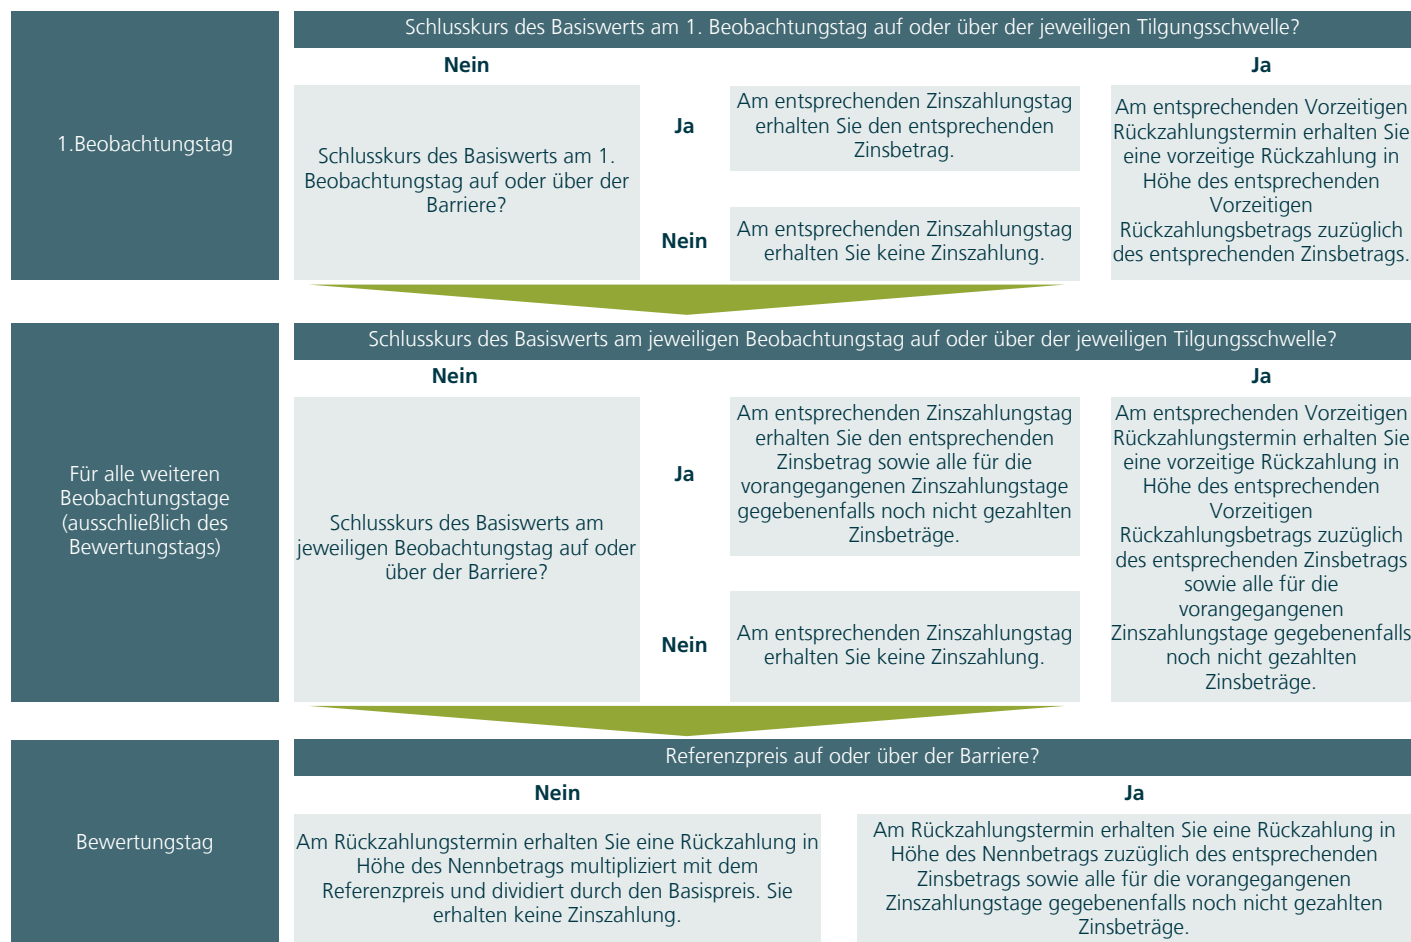 Schlusskurs des Basiswerts am 1. Beobachtungstag auf oder über der jeweiligen Tilgungsschwelle?
1.Beobachtungstag
Nein
Ja
Schlusskurs des Basiswerts am 1.
Beobachtungstag auf oder über der
Barriere?
Ja
Am entsprechenden Zinszahlungstag
erhalten Sie den entsprechenden
Zinsbetrag.
Nein
Am entsprechenden Zinszahlungstag
erhalten Sie keine Zinszahlung.
Am entsprechenden Vorzeitigen
Rückzahlungstermin erhalten Sie
eine vorzeitige Rückzahlung in
Höhe des entsprechenden
Vorzeitigen
Rückzahlungsbetrags zuzüglich
des entsprechenden Zinsbetrags.
Schlusskurs des Basiswerts am jeweiligen Beobachtungstag auf oder über der jeweiligen Tilgungsschwelle?
Für alle weiteren
Beobachtungstage
(ausschließlich des
Bewertungstags)
Nein
Ja
Schlusskurs des Basiswerts am
jeweiligen Beobachtungstag auf oder
über der Barriere?
Ja
Am entsprechenden Zinszahlungstag
erhalten Sie den entsprechenden
Zinsbetrag sowie alle für die
vorangegangenen Zinszahlungstage
gegebenenfalls noch nicht gezahlten
Zinsbeträge.
Nein
Am entsprechenden Zinszahlungstag
erhalten Sie keine Zinszahlung.
Am entsprechenden Vorzeitigen
Rückzahlungstermin erhalten Sie
eine vorzeitige Rückzahlung in
Höhe des entsprechenden
Vorzeitigen
Rückzahlungsbetrags zuzüglich
des entsprechenden Zinsbetrags
sowie alle für die
vorangegangenen
Zinszahlungstage gegebenenfalls
noch nicht gezahlten
Zinsbeträge.
Referenzpreis auf oder über der Barriere?
Bewertungstag
Nein
Ja
Am Rückzahlungstermin erhalten Sie eine Rückzahlung in
Höhe des Nennbetrags multipliziert mit dem
Referenzpreis und dividiert durch den Basispreis. Sie
erhalten keine Zinszahlung.
Am Rückzahlungstermin erhalten Sie eine Rückzahlung in
Höhe des Nennbetrags zuzüglich des entsprechenden
Zinsbetrags sowie alle für die vorangegangenen
Zinszahlungstage gegebenenfalls noch nicht gezahlten
Zinsbeträge.